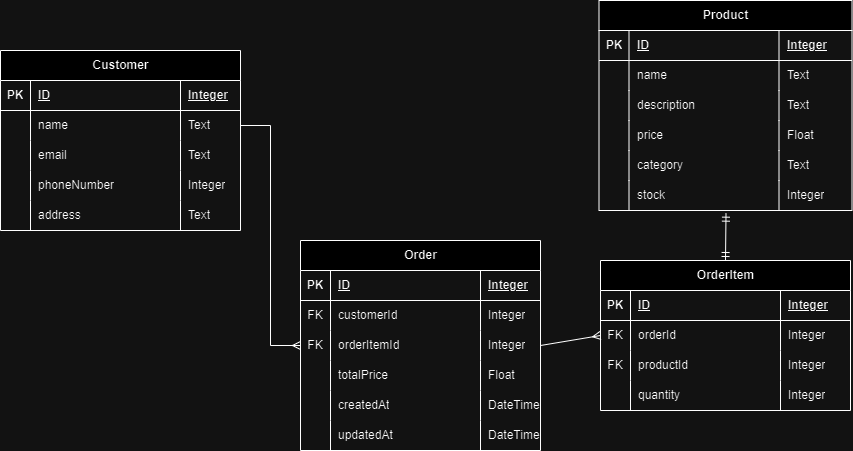 Product
PK ID Integer
name Text
description Text
price Float
category Text
stock Integer
Customer
PK ID Integer
name Text
email Text
phoneNumber Integer
address Text
Order
PK ID Integer
FK customerId Integer
FK orderItemId Integer
totalPrice Float
createdAt DateTime
updatedAt DateTime
OrderItem
PK ID Integer
FK orderId Integer
FK productId Integer
quantity Integer